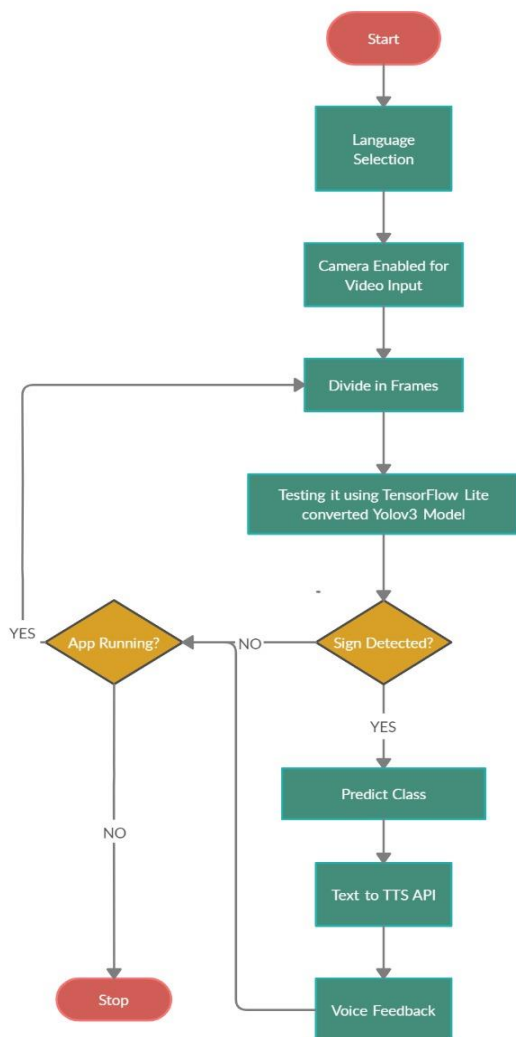 Start
Language
Selection
Camera Enabled for
Video Input
Divide in Frames
Testing it using TensorFlow Lite
converted Yolov3 Model
YES
App Running?
NO
Sign Detected?
YES
Predict Class
NO
Text to TTS API
Stop
Voice Feedback